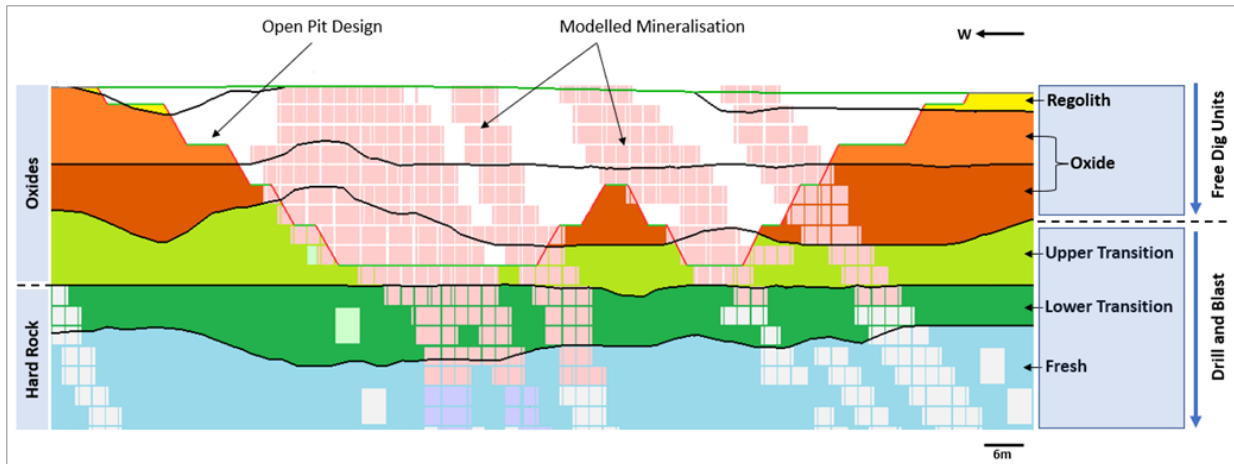 Open Pit Design
Modelled Mineralisation
W
Oxides
Hard Rock
Regolith
Oxide
Upper Transition
Lower Transition
Fresh
Free Dig Units
Drill and Blast
6m